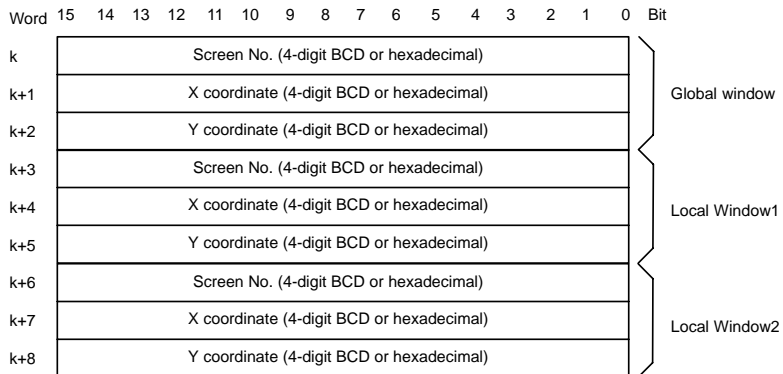 Word 15 14 13 12 11 10 9 8 7 6 5 4 3 2 1 0 Bit
k Screen No. (4-digit BCD or hexadecimal)
k+1 X coordinate (4-digit BCD or hexadecimal) Global window
k+2 Y coordinate (4-digit BCD or hexadecimal)
k+3 Screen No. (4-digit BCD or hexadecimal)
k+4 X coordinate (4-digit BCD or hexadecimal) Local Window1
k+5 Y coordinate (4-digit BCD or hexadecimal)
k+6 Screen No. (4-digit BCD or hexadecimal)
k+7 X coordinate (4-digit BCD or hexadecimal) Local Window2
k+8 Y coordinate (4-digit BCD or hexadecimal)